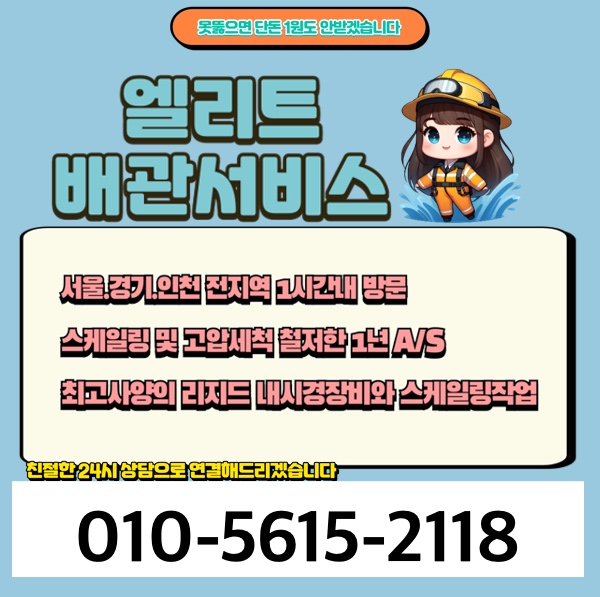 못뚫으면 단돈 1원도 안받겠습니다
엘리트
배관서비스
서울.경기.인천 전지역 1시간내 방문
스케일링 및 고압세척 철저한 1년 A/S
최고사양의 리지드 내시경장비와 스케일링작업
친절한 24시 상담으로 연결해드리겠습니다
010-5615-2118